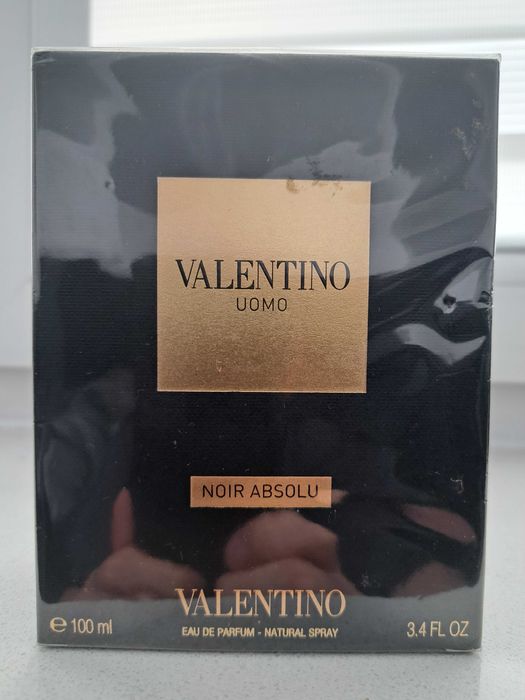 VALENTINO
UOMO
NOIR ABSOLU
VALENTINO
℮ 100 ml
EAU DE PARFUM - NATURAL SPRAY
3.4 FL OZ